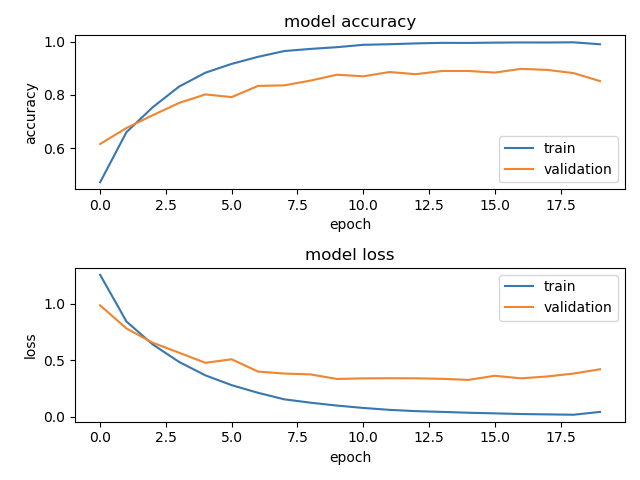 model accuracy
1.0
0.8
0.6
accuracy
train
validation
0.0 2.5 5.0 7.5 10.0 12.5 15.0 17.5
epoch
model loss
1.0
0.5
0.0
loss
train
validation
0.0 2.5 5.0 7.5 10.0 12.5 15.0 17.5
epoch